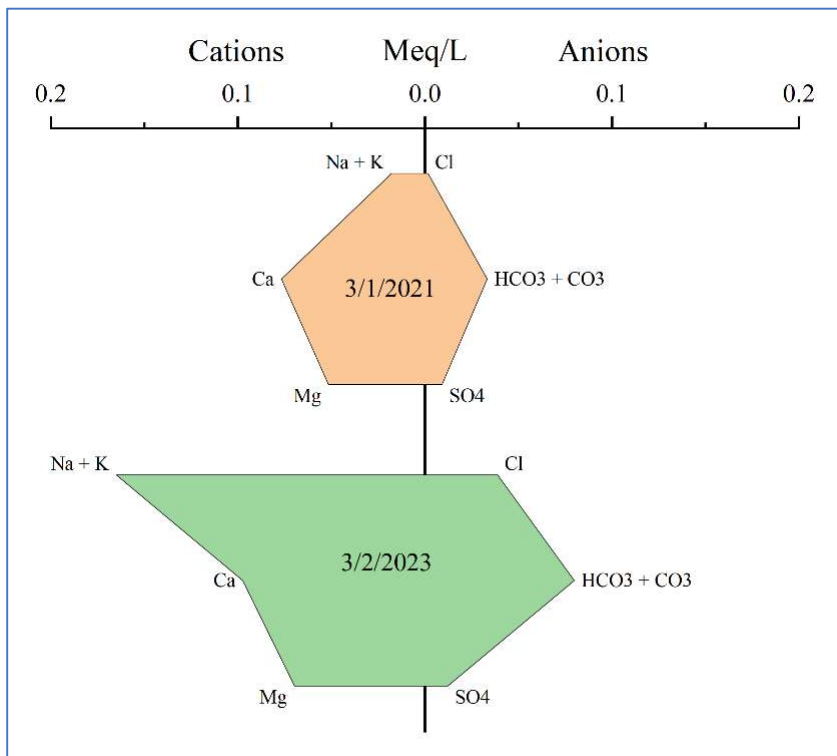 Cations Meq/L Anions
0.2 0.1 0.0 0.1 0.2
Na + K Cl
Ca 3/1/2021 HCO3 + CO3
Mg SO4
Na + K Cl
3/2/2023
Ca HCO3 + CO3
Mg SO4